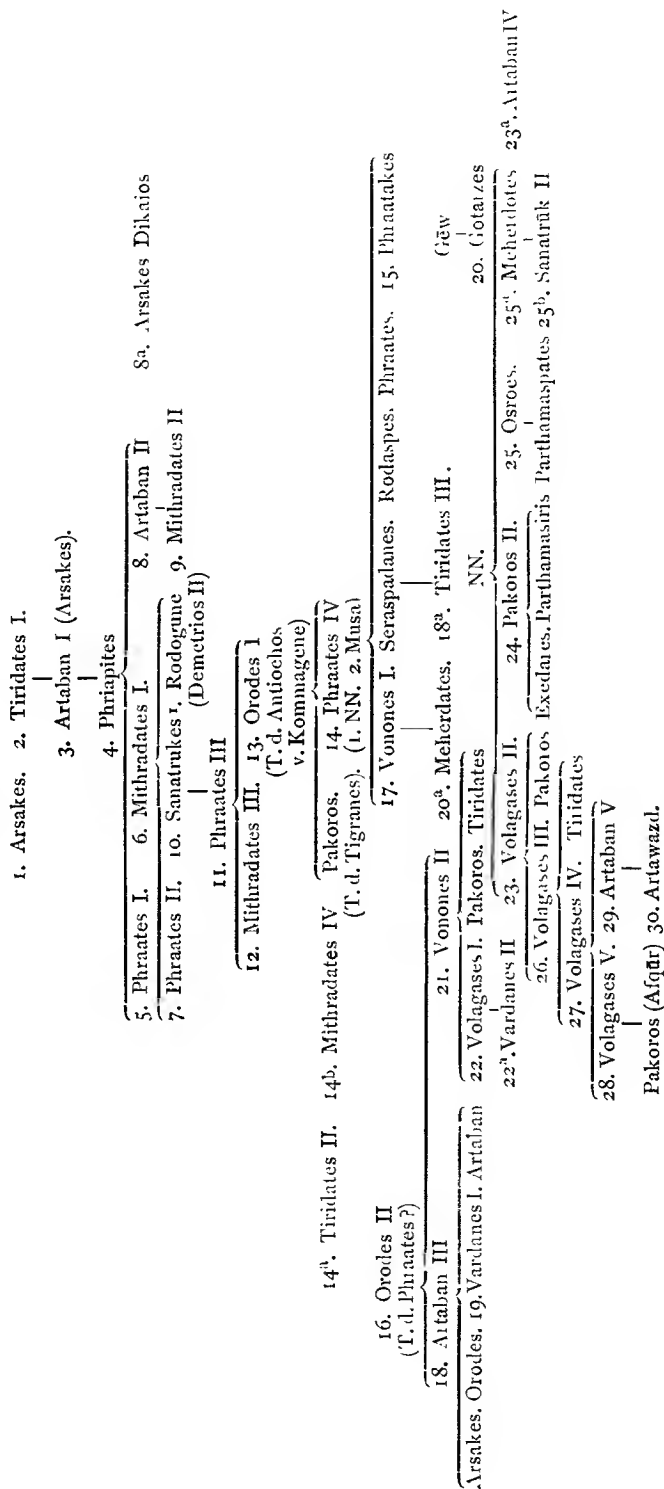 1. Arsakes. 2. Tiridates I.
3. Artaban I (Arsakes).
4. Phriapites
5. Phraates I. 6. Mithradates I. 8. Artaban II 8a. Arsakes Dikaios
7. Phraates II. 10. Sanatrukes¹. Rodogune 9. Mithradates II
(Demetrios II)
11. Phraates III
12. Mithradates III. 13. Orodes I
(T. d. Antiochos
v. Kommagene)
14ᵃ. Tiridates II. 14ᵇ. Mithradates IV Pakoros. 14. Phraates IV
(T. d. Tigranes). (1. NN. 2. Musa)
16. Orodes II 17. Vonones I. Seraspadanes. Rodaspes. Phraates. 15. Phraatakes
(T. d. Phraates?)
18. Artaban III 21. Vonones II 20ᵃ. Meherdates. 18ᵃ. Tiridates III. Gēw
Arsakes. Orodes. 19. Vardanes I. Artaban 22. Volagases I. Pakoros. Tiridates NN. 20. Gotarzes
22ᵃ. Vardanes II 23. Volagases II. 24. Pakoros II. 25. Osroes. 25ᵃ. Meherdotes 23ᵃ. Artaban IV
26. Volagases III. Pakoros Exedares. Parthamasiris Parthamaspates 25ᵇ. Sanatrūk II
27. Volagases IV. Tiridates
28. Volagases V. 29. Artaban V
Pakoros (Afqūr) 30. Artawazd.